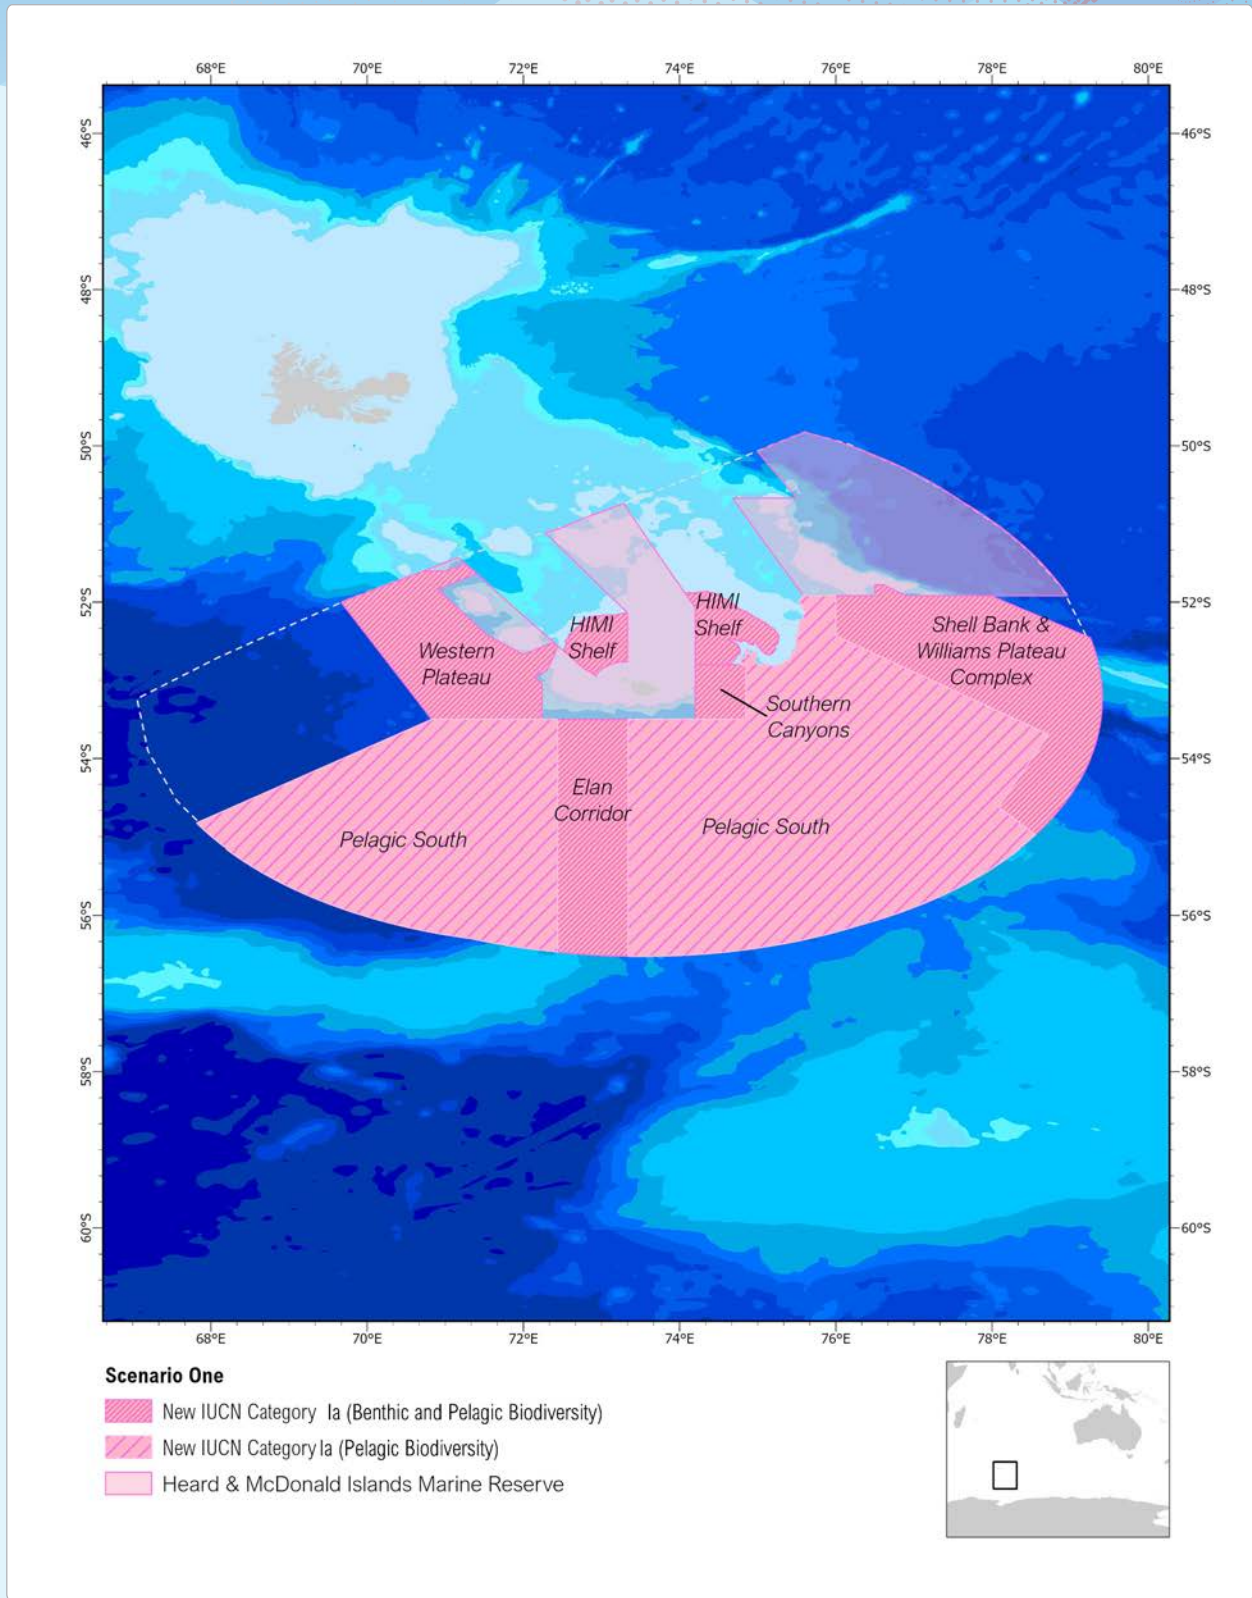 68°E 70°E 72°E 74°E 76°E 78°E 80°E
46°S 46°S
48°S 48°S
50°S 50°S
52°S 52°S
HIMI
Shelf
HIMI
Shelf
Western
Plateau
Shell Bank &
Williams Plateau
Complex
Southern
Canyons
54°S 54°S
Elan
Corridor
Pelagic South
Pelagic South
56°S 56°S
58°S 58°S
60°S 60°S
68°E 70°E 72°E 74°E 76°E 78°E 80°E
Scenario One
New IUCN Category Ia (Benthic and Pelagic Biodiversity)
New IUCN Category Ia (Pelagic Biodiversity)
Heard & McDonald Islands Marine Reserve